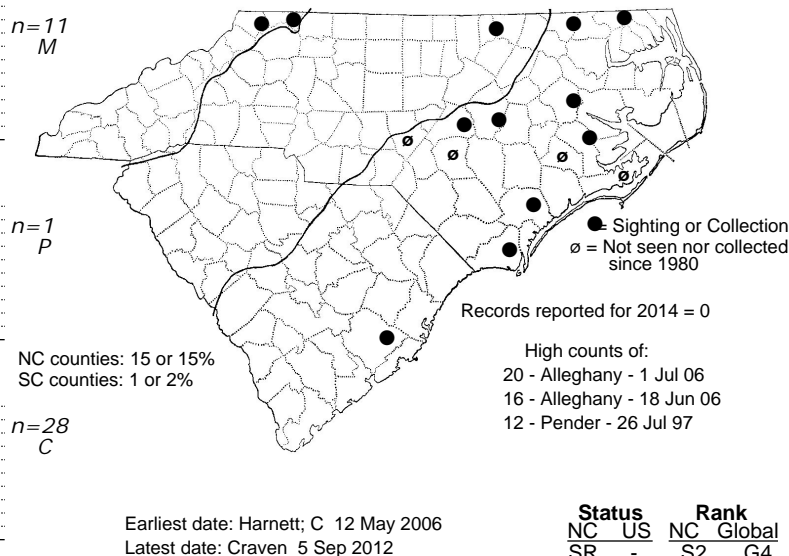 n=11
M
n=1
P
= Sighting or Collection
ø = Not seen nor collected
since 1980
Records reported for 2014 = 0
NC counties: 15 or 15%
SC counties: 1 or 2%
High counts of:
20 - Alleghany - 1 Jul 06
16 - Alleghany - 18 Jun 06
12 - Pender - 26 Jul 97
n=28
C
Earliest date: Harnett; C 12 May 2006
Latest date: Craven 5 Sep 2012
Status Rank
NC US NC Global
SR - S2 G4